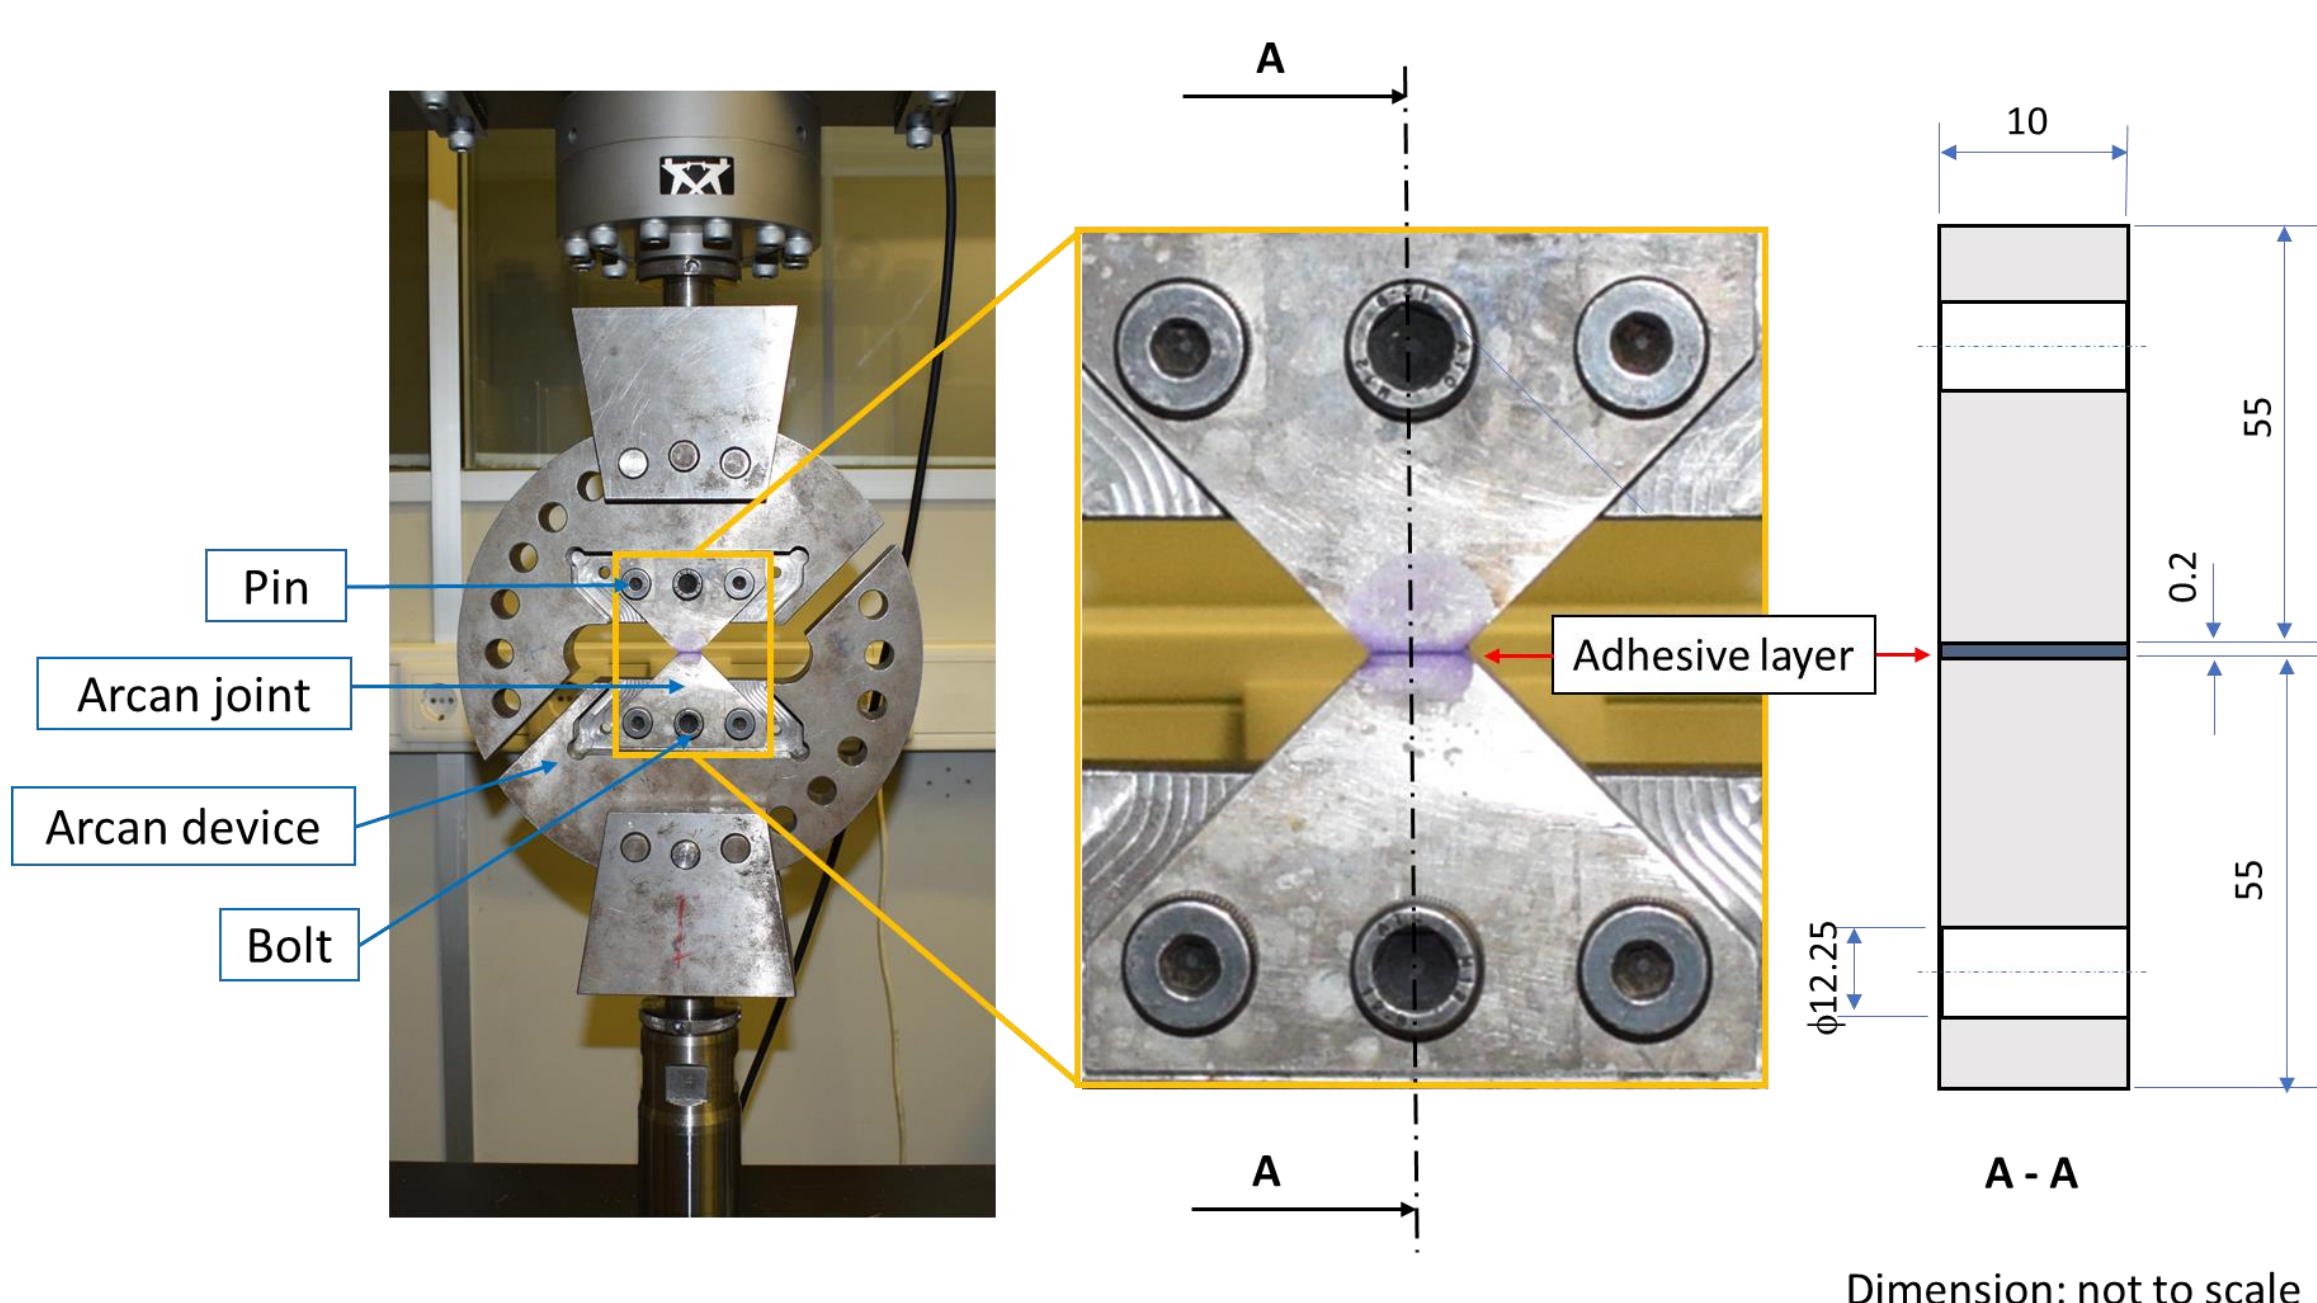 A
10
55
0.2
Pin
Adhesive layer
Arcan joint
Arcan device
55
Bolt
ϕ12.25
A
A - A
Dimension: not to scale